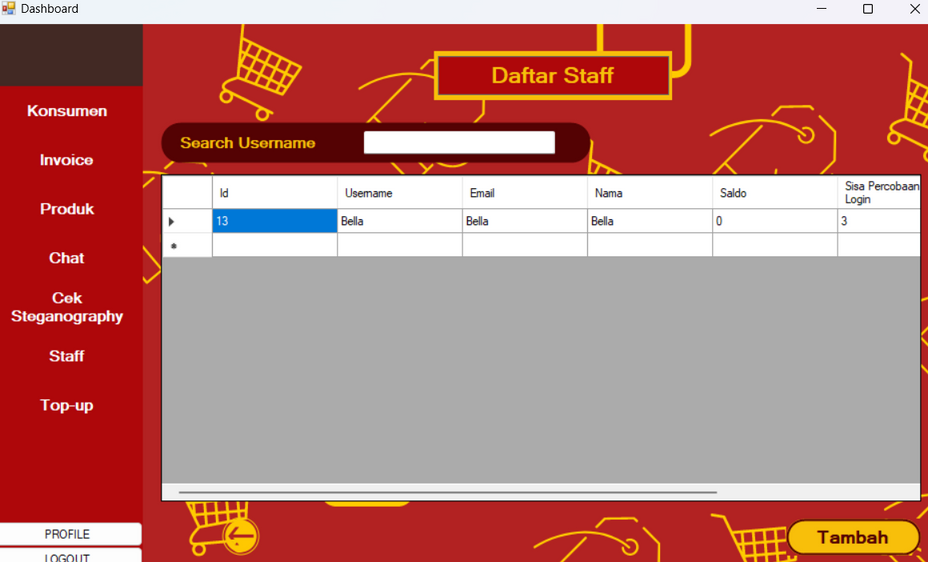 Dashboard
Daftar Staff
Konsumen
Invoice
Produk
Chat
Cek
Steganography
Staff
Top-up
PROFILE
LOGOUT
Search Username
Id Username Email Nama Saldo Sisa Percobaan
Login
13 Bella Bella Bella 0 3
Tambah